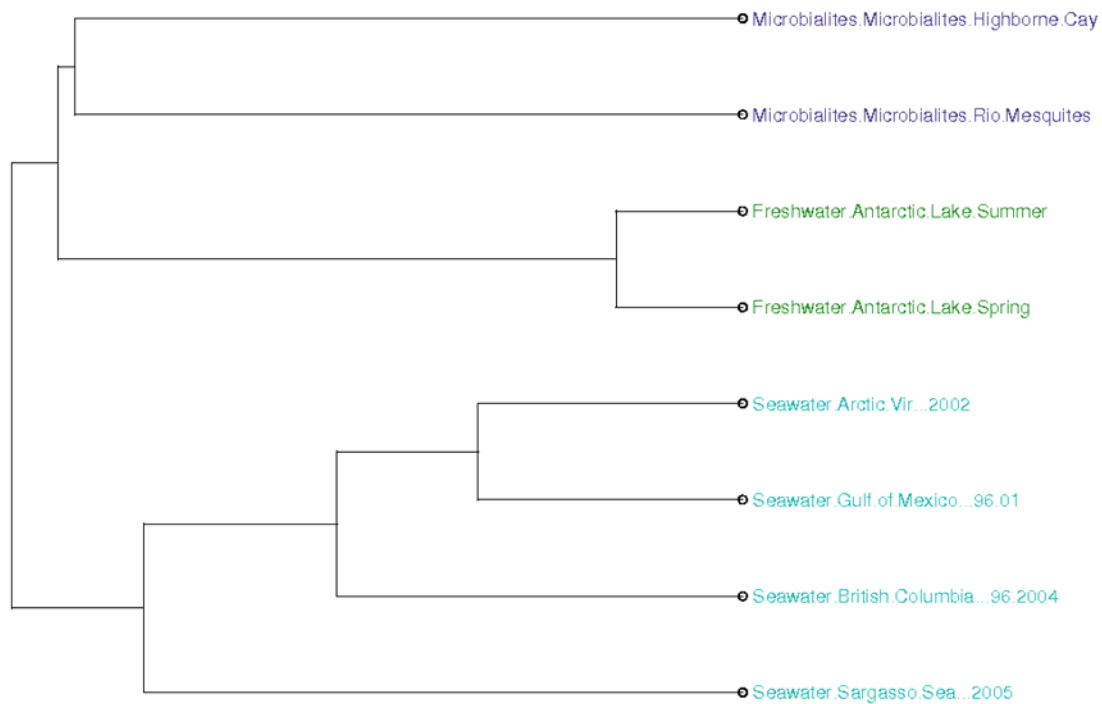 Microbialites.Microbialites.Highborne.Cay
Microbialites.Microbialites.Rio.Mesquites
Freshwater.Antarctic.Lake.Summer
Freshwater.Antarctic.Lake.Spring
Seawater.Arctic.Vir...2002
Seawater.Gulf.of.Mexico...96.01
Seawater.British.Columbia...96.2004
Seawater.Sargasso.Sea...2005